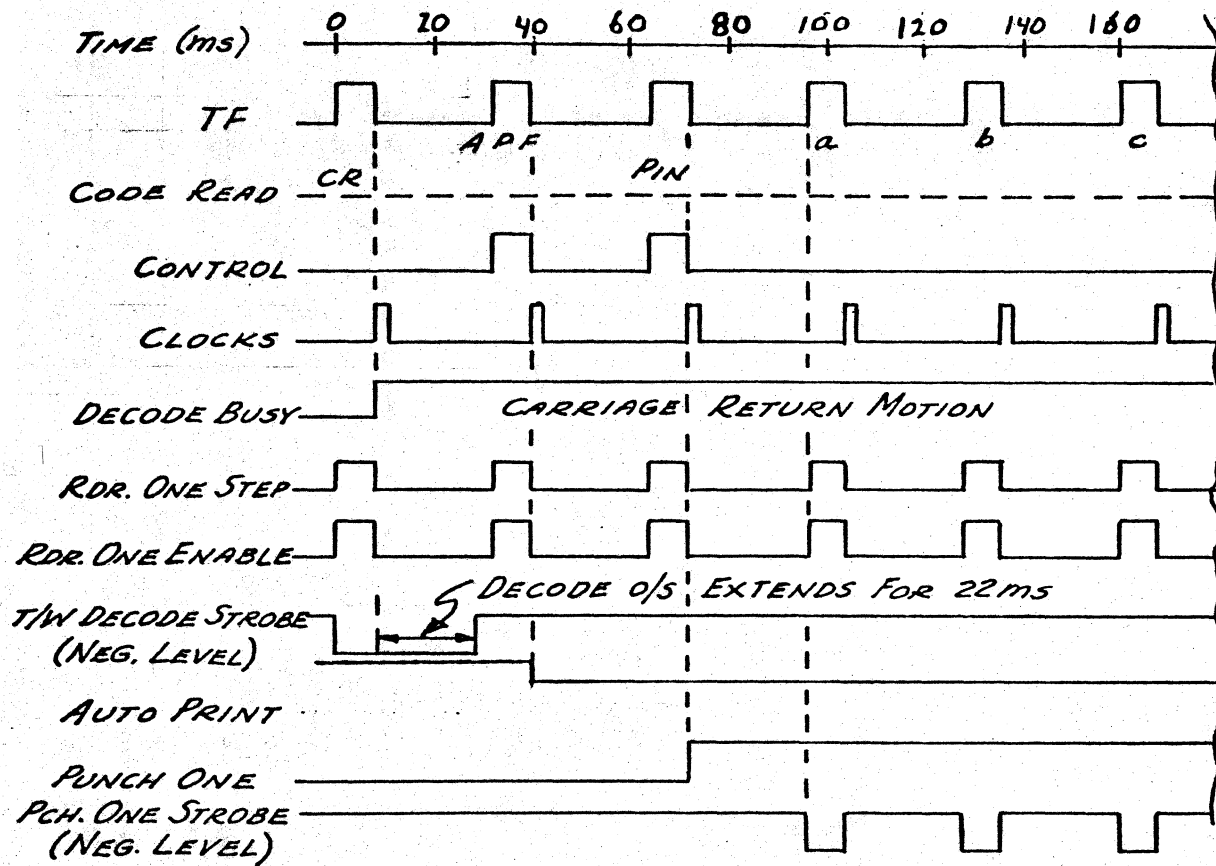 TIME (ms) 0 20 40 60 80 100 120 140 160
TF
APF a b c
CODE READ CR PIN
CONTROL
CLOCKS
DECODE BUSY CARRIAGE RETURN MOTION
RDR. ONE STEP
RDR. ONE ENABLE
DECODE O/S EXTENDS FOR 22ms
T/W DECODE STROBE
(NEG. LEVEL)
AUTO PRINT
PUNCH ONE
PCH. ONE STROBE
(NEG. LEVEL)